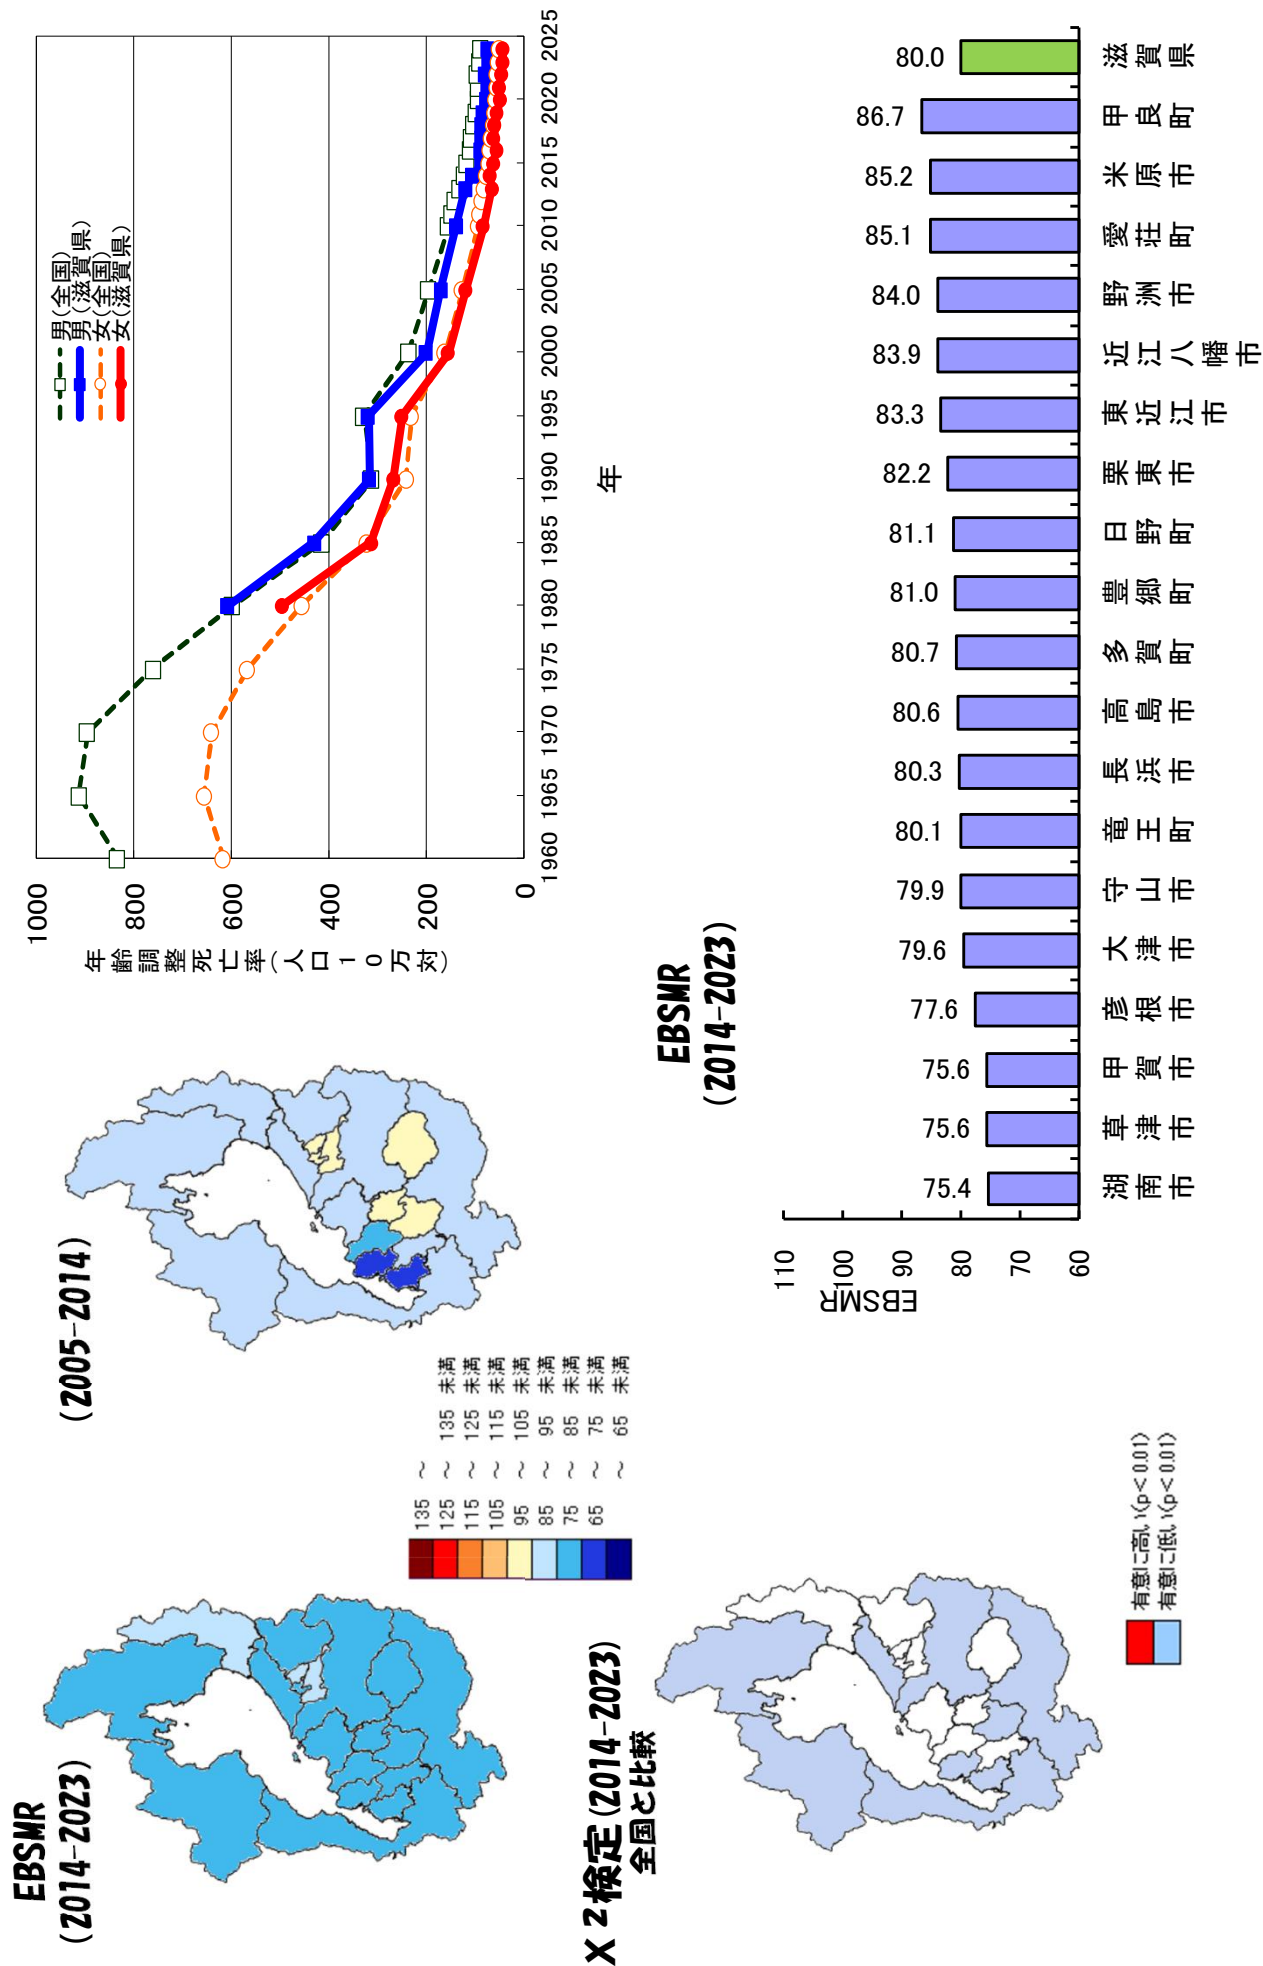 EBSMR
(2014-2023)
(2005-2014)
135 ～
125 ～ 135 未満
115 ～ 125 未満
105 ～ 115 未満
95 ～ 105 未満
85 ～ 95 未満
75 ～ 85 未満
65 ～ 75 未満
～ 65 未満
年齢調整死亡率(人口１０万対)
1000
800
600
400
200
0
1960 1965 1970 1975 1980 1985 1990 1995 2000 2005 2010 2015 2020 2025
年
男(全国)
男(滋賀県)
女(全国)
女(滋賀県)
X2検定(2014-2023)
全国と比較
有意に高い(p<0.01)
有意に低い(p<0.01)
EBSMR
(2014-2023)
EBSMR
110
100
90
80
70
60
75.4 75.6 75.6 77.6 79.6 79.9 80.1 80.3 80.6 80.7 81.0 81.1 82.2 83.3 83.9 84.0 85.1 85.2 86.7 80.0
湖南市 草津市 甲賀市 彦根市 大津市 守山市 竜王町 長浜市 高島市 多賀町 豊郷町 日野町 栗東市 東近江市 近江八幡市 野洲市 愛荘町 米原市 甲良町 滋賀県